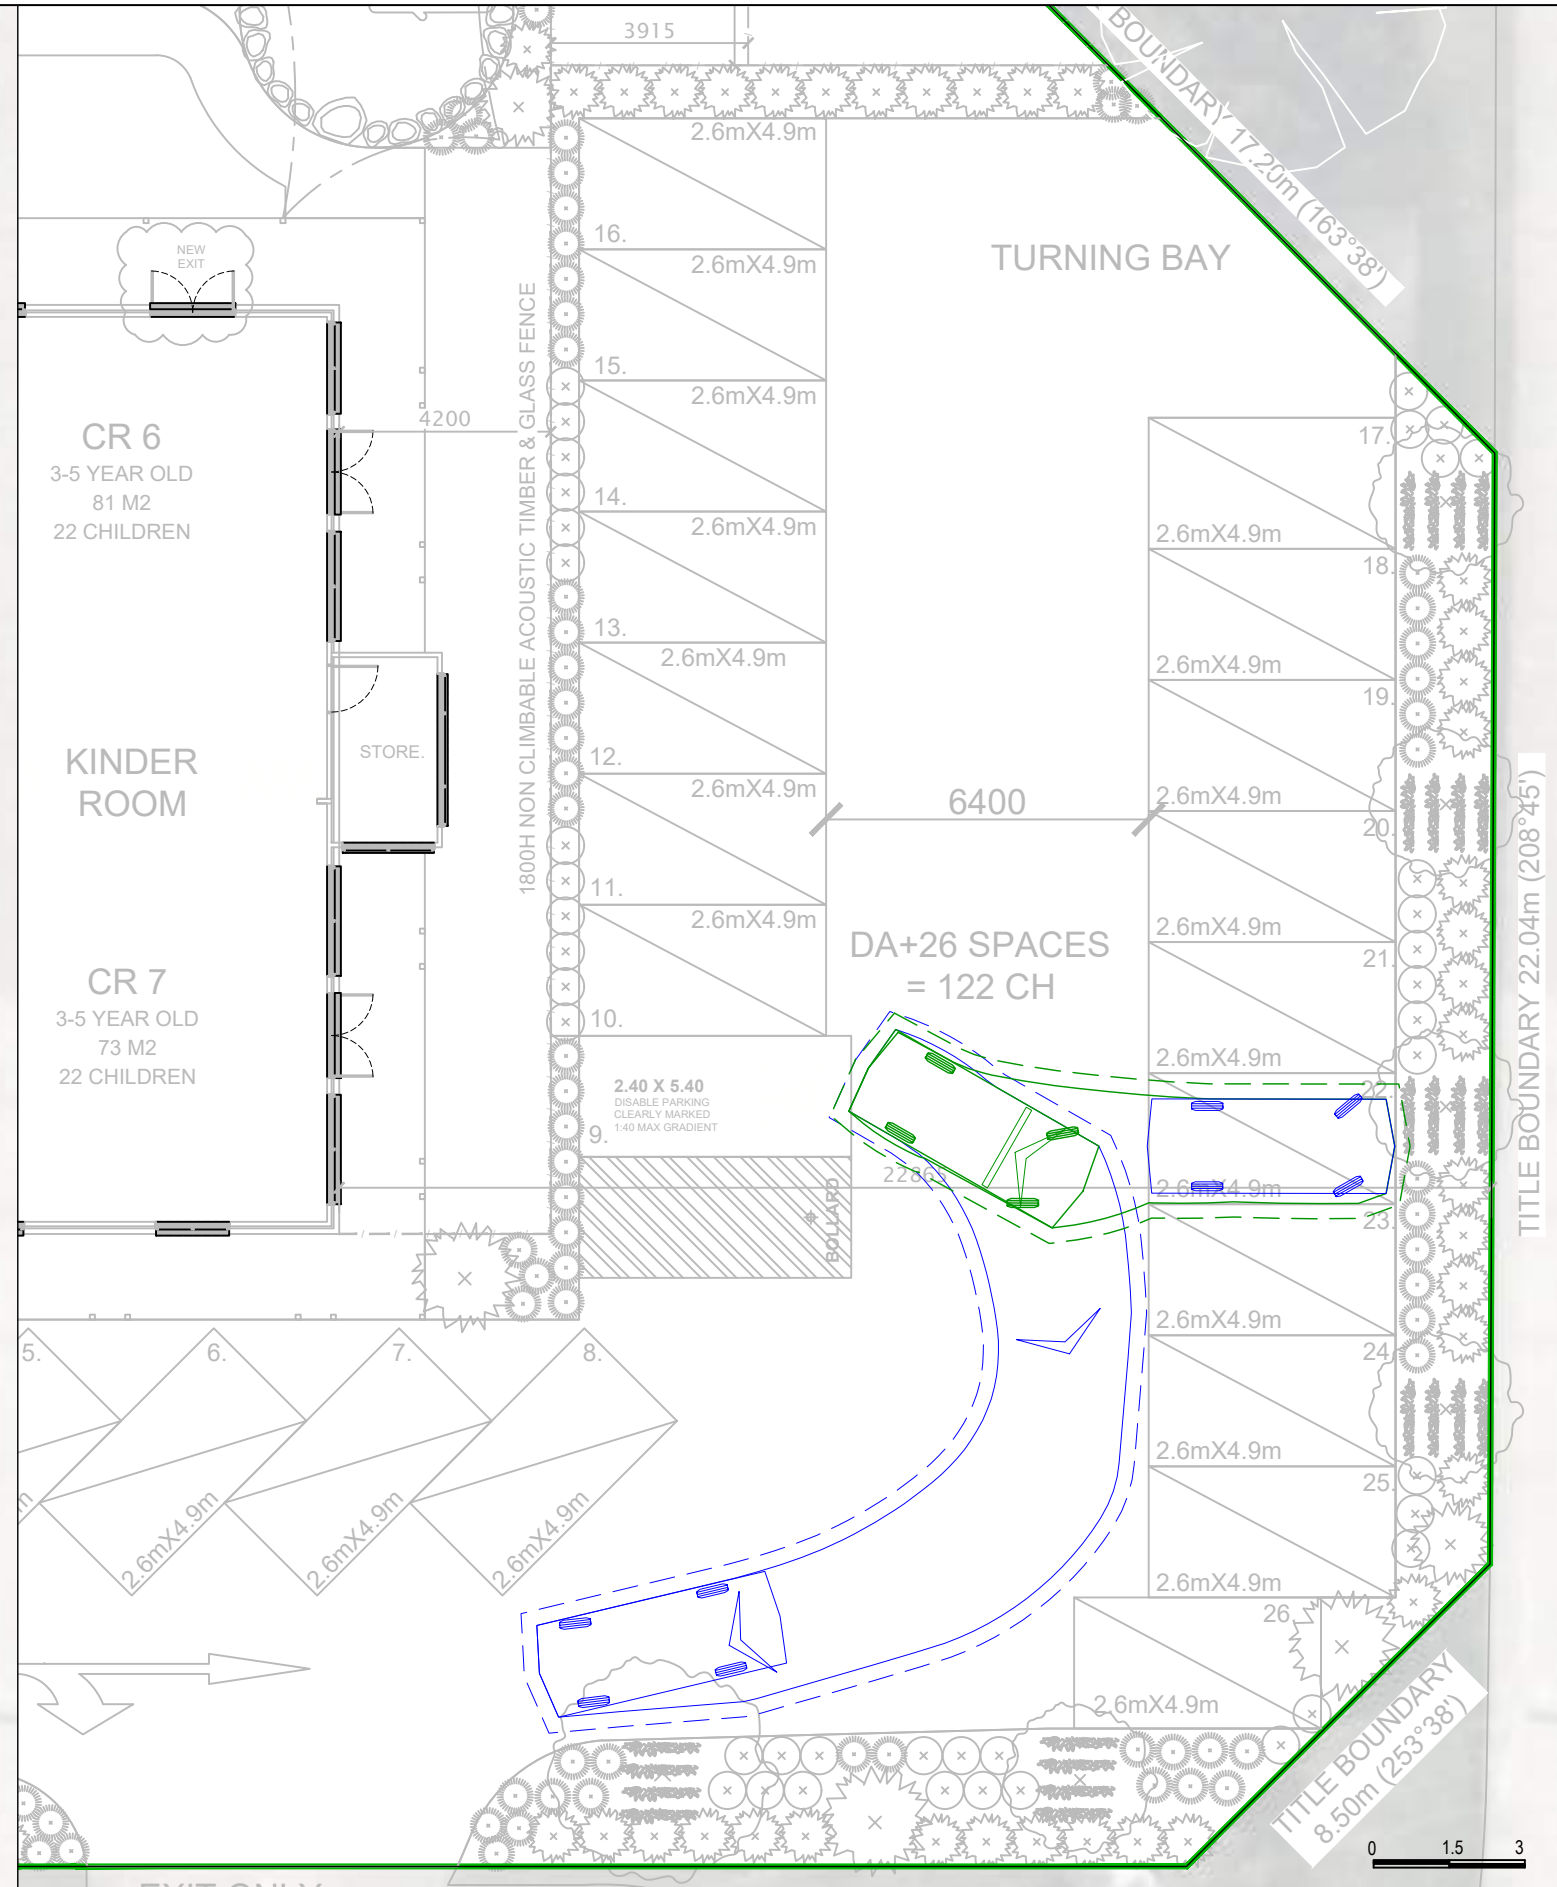 3915
BOUNDARY 17.20m (163°38')
2.6mX4.9m
16.
2.6mX4.9m
NEW
EXIT
TURNING BAY
15.
2.6mX4.9m
CR 6
3-5 YEAR OLD
81 M2
22 CHILDREN
4200
1800H NON CLIMBABLE ACOUSTIC TIMBER & GLASS FENCE
17.
14.
2.6mX4.9m
2.6mX4.9m
18.
13.
2.6mX4.9m
2.6mX4.9m
19.
KINDER
ROOM
STORE.
12.
2.6mX4.9m
6400
2.6mX4.9m
20.
TITLE BOUNDARY 22.04m (208°45')
11.
2.6mX4.9m
DA+26 SPACES
= 122 CH
2.6mX4.9m
21.
CR 7
3-5 YEAR OLD
73 M2
22 CHILDREN
10.
2.6mX4.9m
22.
2.40 X 5.40
DISABLE PARKING
CLEARLY MARKED
1:40 MAX GRADIENT
9.
22865
2.6mX4.9m
23.
BOLLARD
2.6mX4.9m
24.
5.
6.
7.
8.
2.6mX4.9m
25.
m
2.6mX4.9m
2.6mX4.9m
2.6mX4.9m
2.6mX4.9m
26
2.6mX4.9m
TITLE BOUNDARY
8.50m (253°38')
0 1.5 3
EXIT ONLY